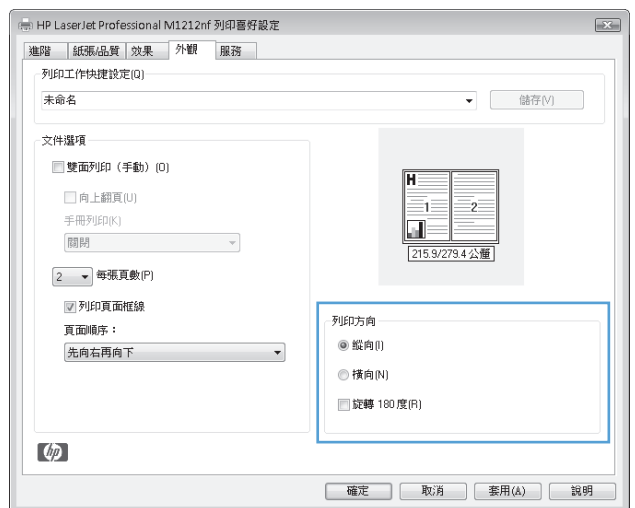 HP LaserJet Professional M1212nf 列印喜好設定
進階 紙張/品質 效果 外觀 服務
列印工作快捷設定(Q)
未命名 儲存(V)
文件選項
雙面列印（手動）(O)
向上翻頁(U)
手冊列印(K)
關閉
2 每張頁數(P)
列印頁面框線
頁面順序：
先向右再向下
H
1 2
215.9/279.4 公釐
列印方向
縱向(I)
橫向(N)
旋轉 180 度(R)
hp
確定 取消 套用(A) 說明